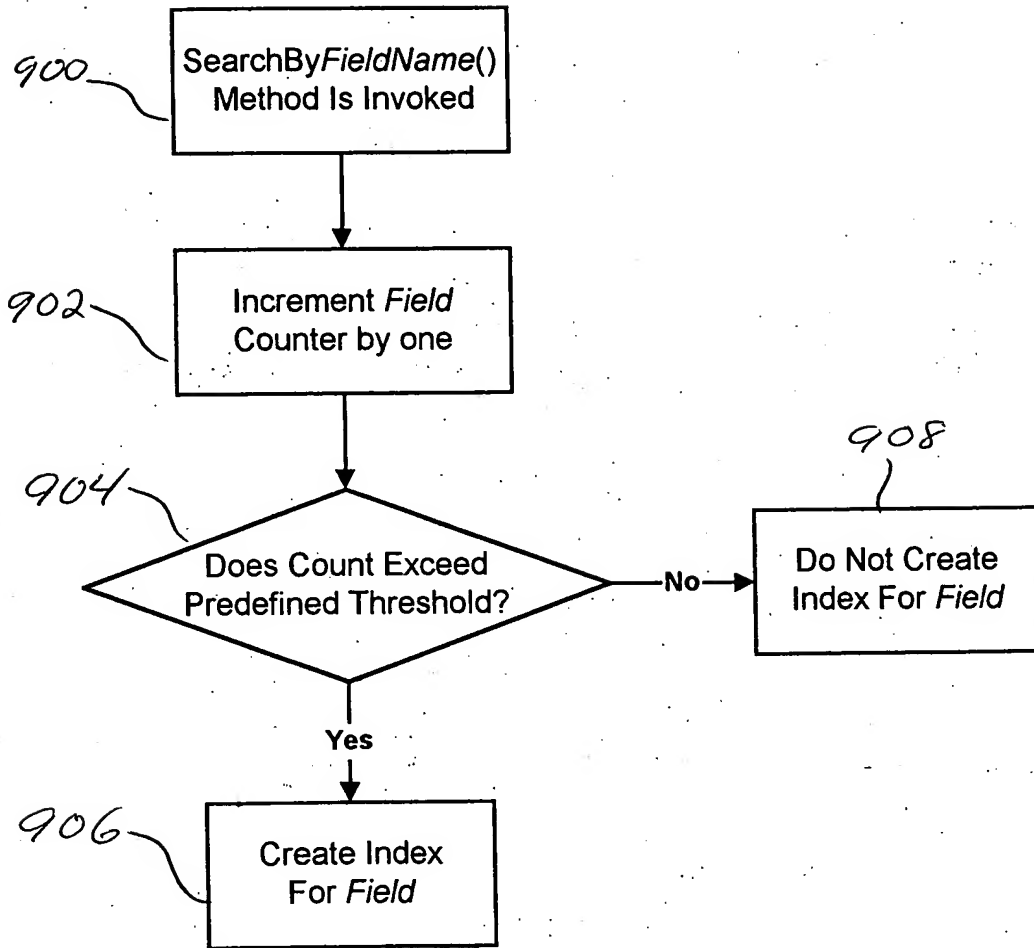 900
SearchByFieldName()
Method Is Invoked
902
Increment Field
Counter by one
904
Does Count Exceed
Predefined Threshold?
No
908
Do Not Create
Index For Field
Yes
906
Create Index
For Field